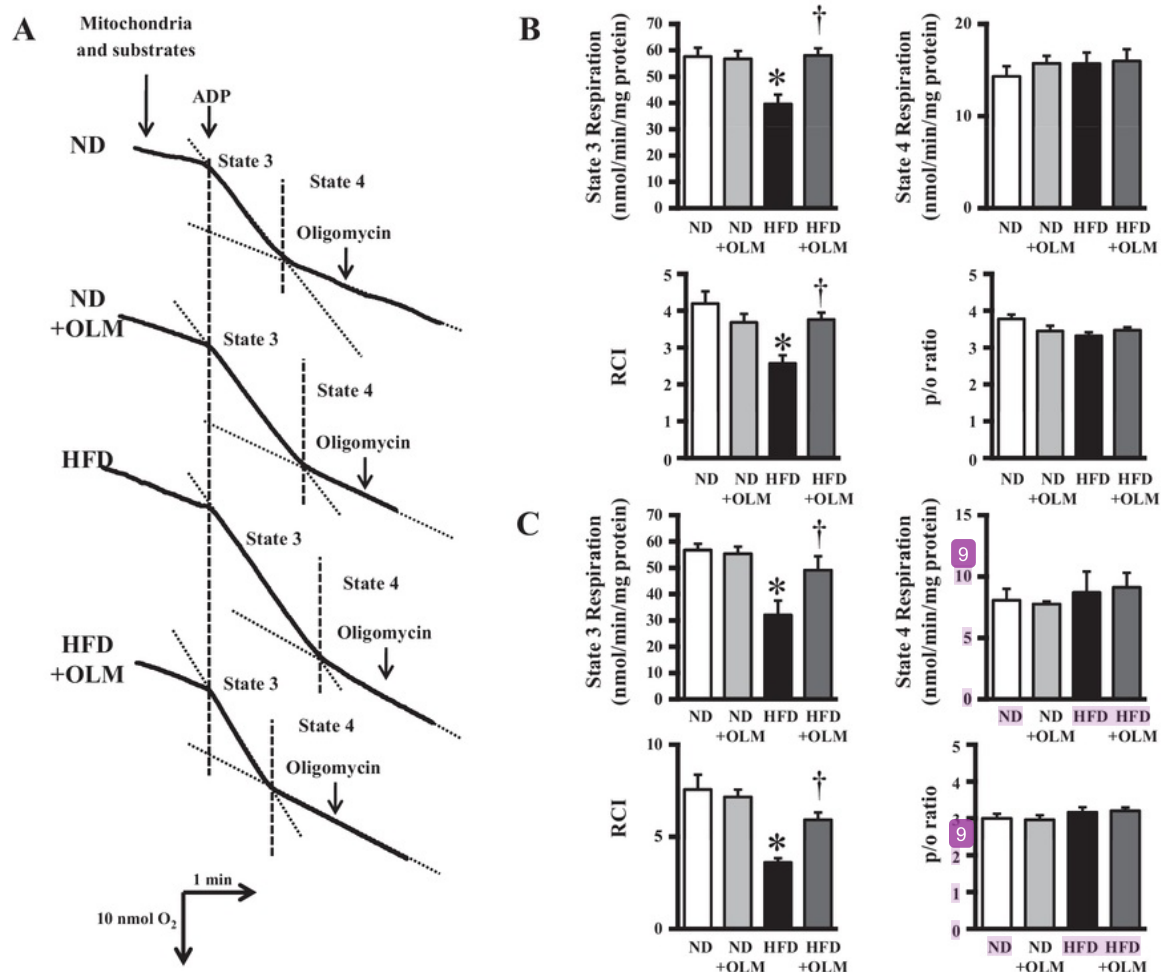 A
Mitochondria
and substrates
ADP
ND
State 3
State 4
Oligomycin
ND
+OLM
State 3
State 4
Oligomycin
HFD
State 3
State 4
Oligomycin
HFD
+OLM
State 3
State 4
Oligomycin
1 min
10 nmol O2
B
State 3 Respiration
(nmol/min/mg protein)
70
60
50
40
30
20
10
0
*
†
ND
ND
+OLM
HFD
HFD
+OLM
State 4 Respiration
(nmol/min/mg protein)
20
10
0
ND
ND
+OLM
HFD
HFD
+OLM
RCI
5
4
3
2
1
0
*
†
ND
ND
+OLM
HFD
HFD
+OLM
p/o ratio
5
4
3
2
1
0
ND
ND
+OLM
HFD
HFD
+OLM
C
State 3 Respiration
(nmol/min/mg protein)
70
60
50
40
30
20
10
0
*
†
ND
ND
+OLM
HFD
HFD
+OLM
State 4 Respiration
(nmol/min/mg protein)
15
9
10
5
0
ND
ND
+OLM
HFD
HFD
+OLM
RCI
10
5
0
*
†
ND
ND
+OLM
HFD
HFD
+OLM
p/o ratio
5
4
3
9
2
1
0
ND
ND
+OLM
HFD
HFD
+OLM